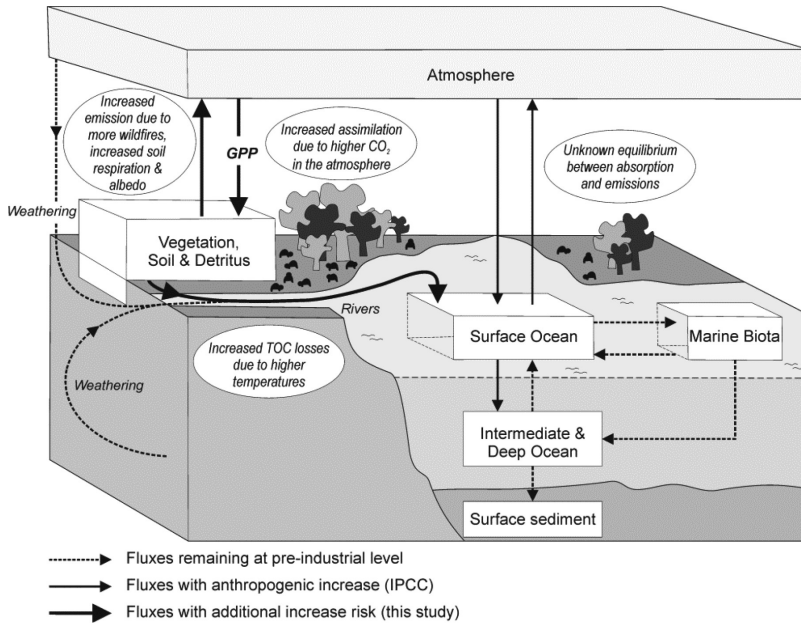 Atmosphere
Increased
emission due to
more wildfires,
increased soil
respiration &
albedo
GPP
Increased assimilation
due to higher CO₂
in the atmosphere
Unknown equilibrium
between absorption
and emissions
Weathering
Vegetation,
Soil & Detritus
Rivers
Surface Ocean
Marine Biota
Increased TOC losses
due to higher
temperatures
Weathering
Intermediate &
Deep Ocean
Surface sediment
Fluxes remaining at pre-industrial level
Fluxes with anthropogenic increase (IPCC)
Fluxes with additional increase risk (this study)